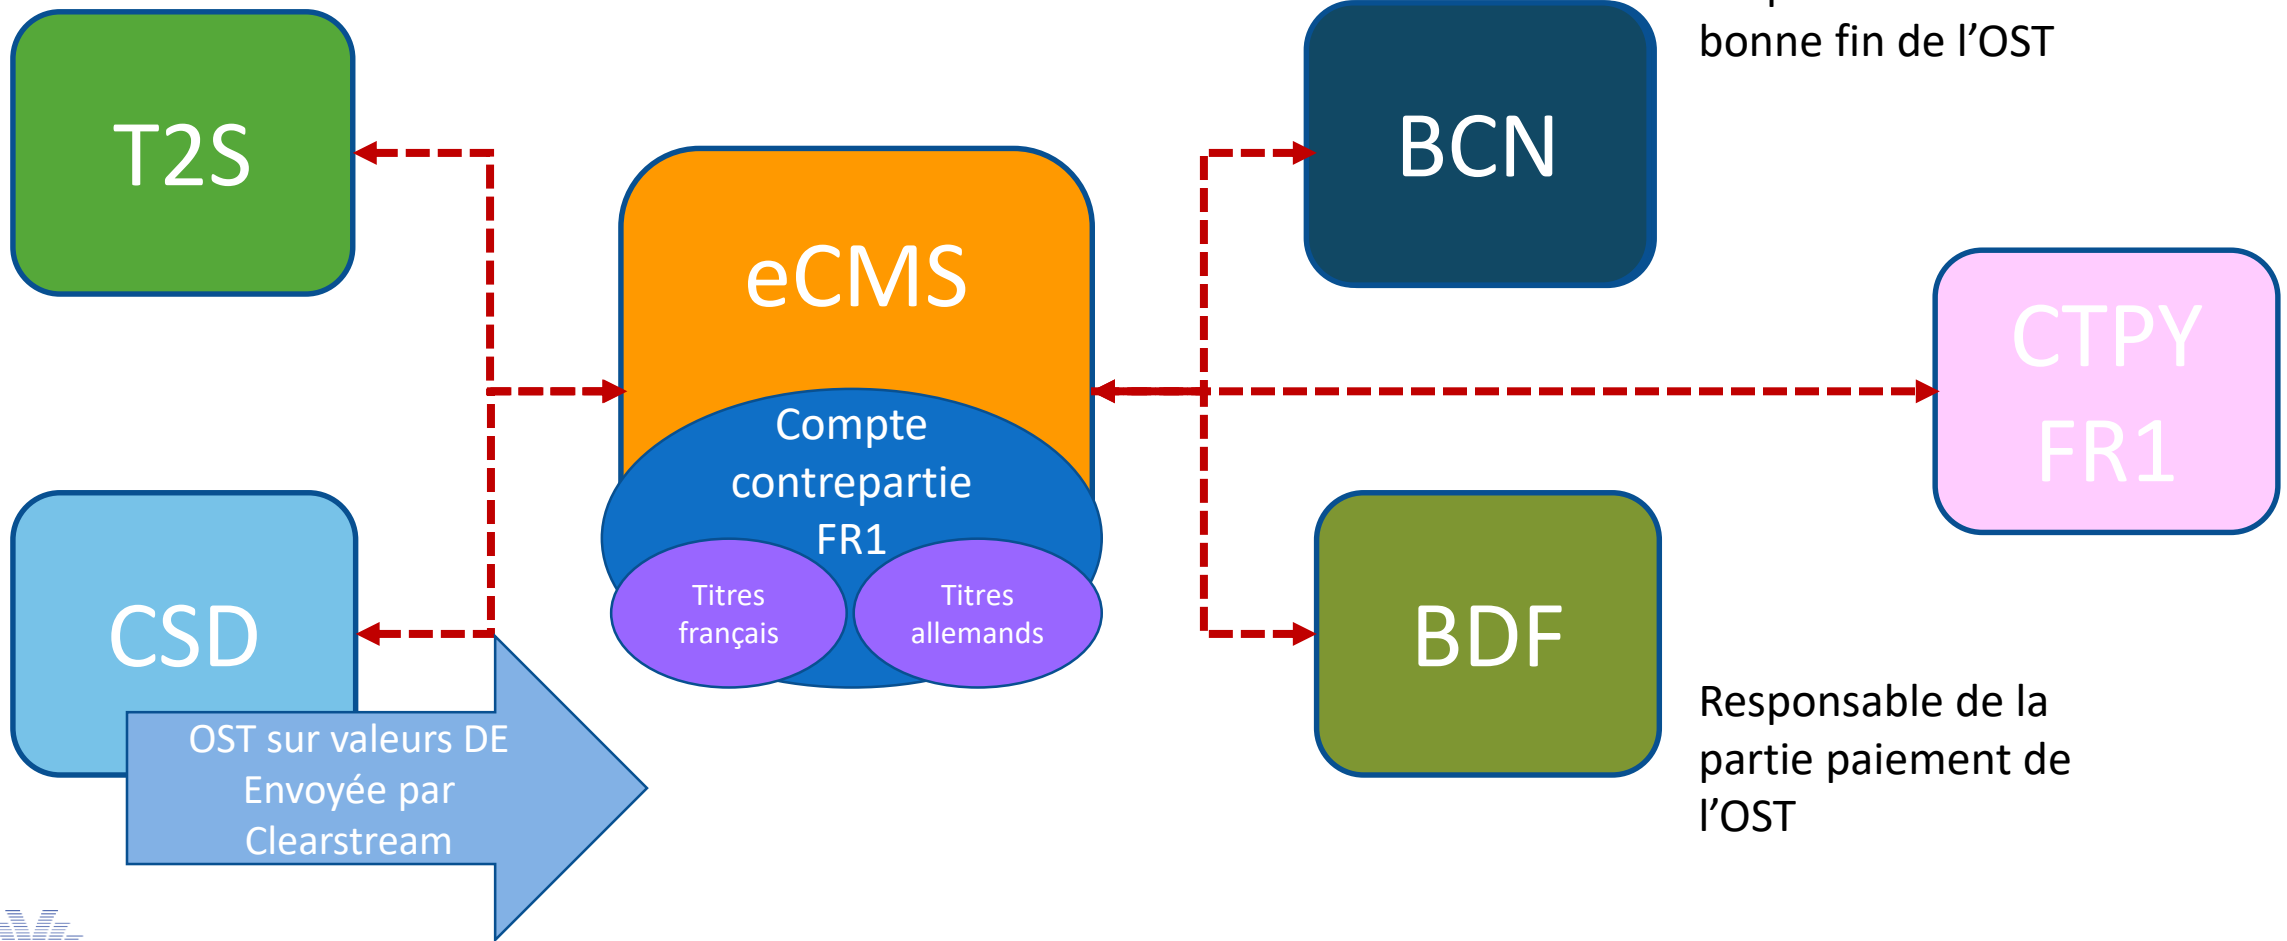 bonne fin de l’OST
T2S
BCN
eCMS
CTPY
FR1
Compte
contrepartie
FR1
Titres
français
Titres
allemands
CSD
BDF
OST sur valeurs DE
Envoyée par
Clearstream
Responsable de la
partie paiement de
l’OST